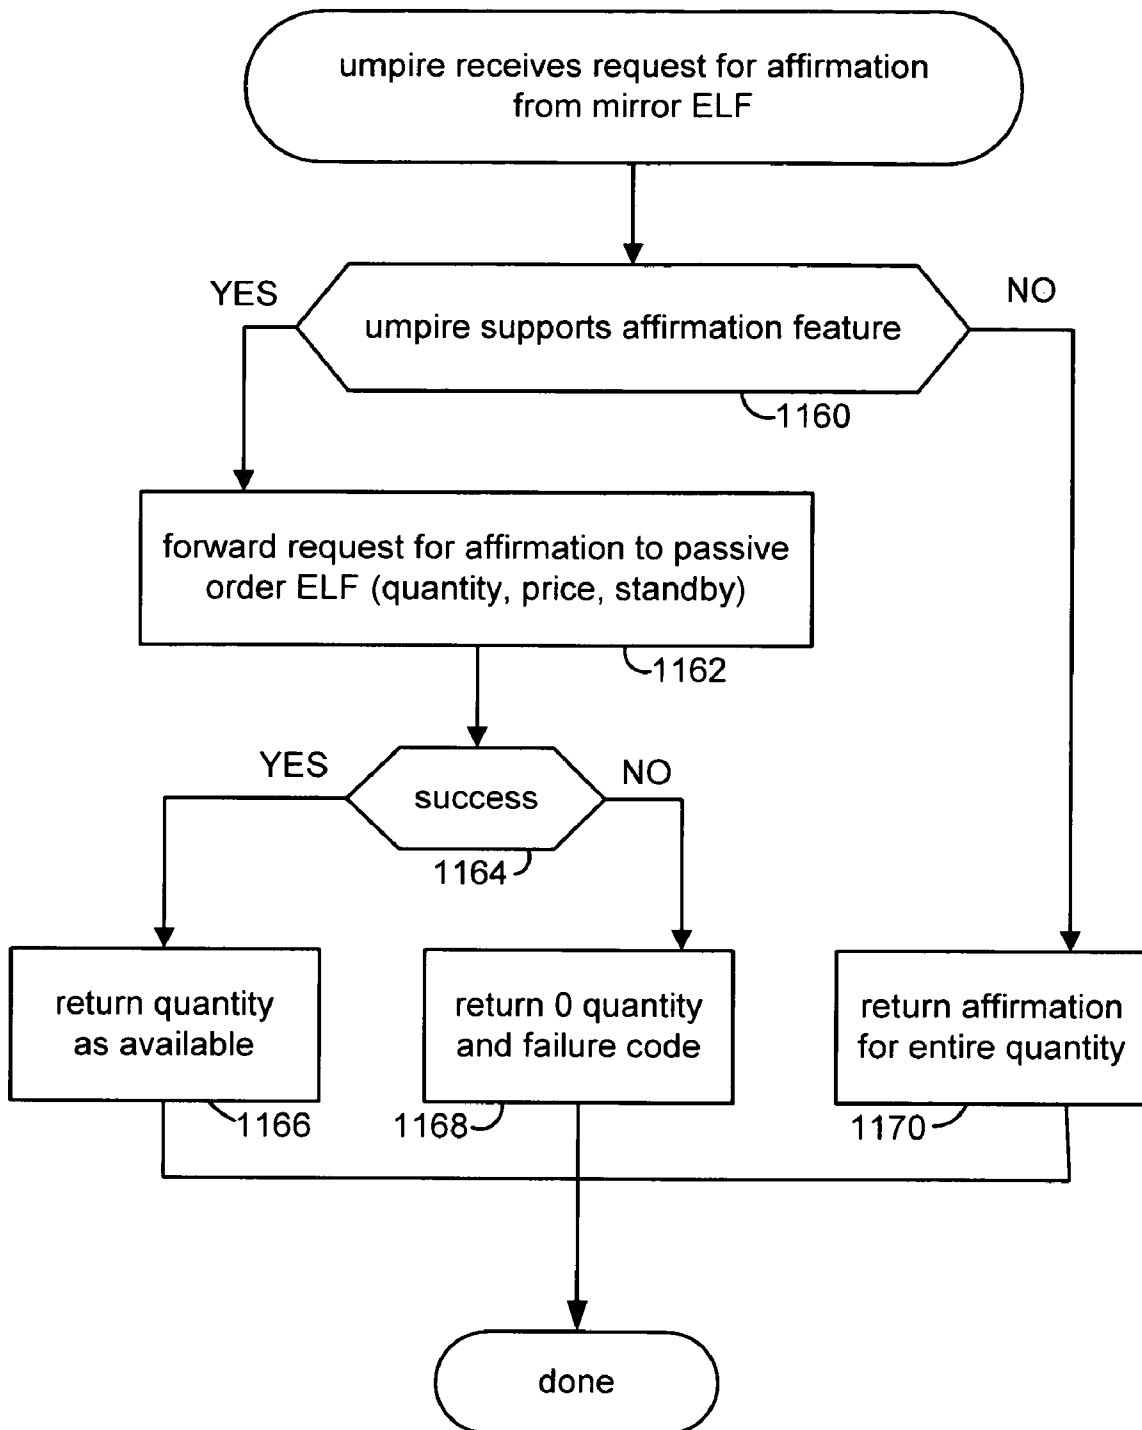 umpire receives request for affirmation
from mirror ELF
YES
NO
umpire supports affirmation feature
1160
forward request for affirmation to passive
order ELF (quantity, price, standby)
1162
YES
NO
success
1164
return quantity
as available
return 0 quantity
and failure code
return affirmation
for entire quantity
1166
1168
1170
done